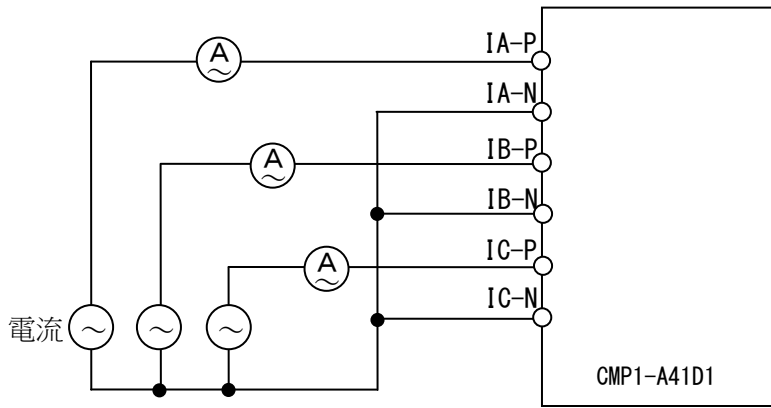 A
IA-P
IA-N
A
IB-P
IB-N
A
IC-P
IC-N
電流
CMP1-A41D1